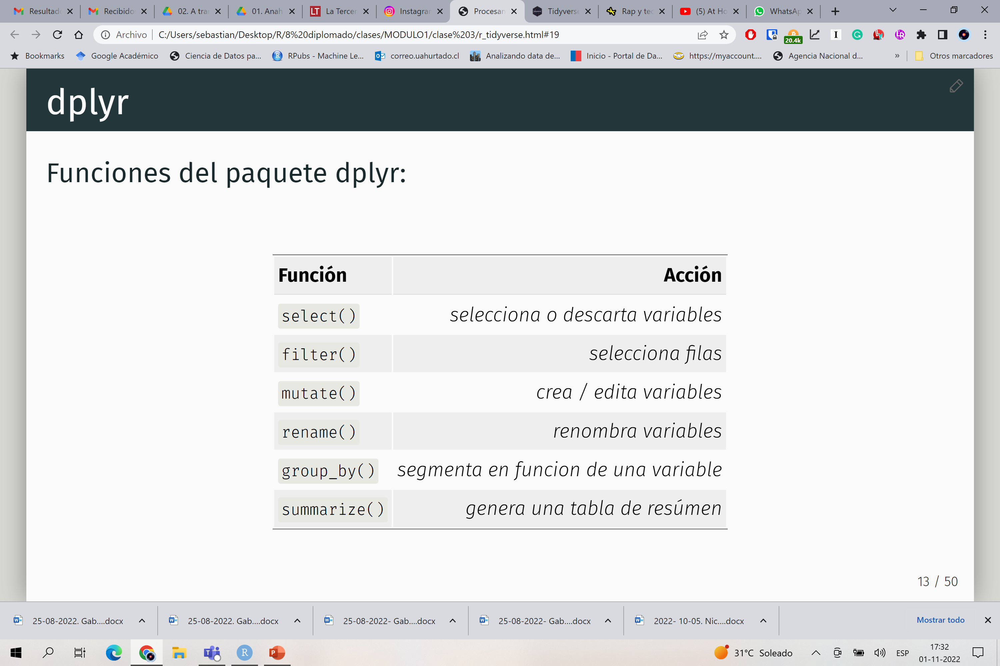 Resultad
Recibido
02. A tra
01. Anah
La Tercer
Instagram
Procesan
Tidyverse
Rap y tec
(5) At Ho
WhatsAp
Archivo
C:/Users/sebastian/Desktop/R/8%20diplomado/clases/MODULO1/clase%203/r_tidyverse.html#19
20.4k
Bookmarks
Google Académico
Ciencia de Datos pa...
RPubs - Machine Le...
correo.uahurtado.cl
Analizando data de...
Inicio - Portal de Da...
https://myaccount....
Agencia Nacional d...
»
Otros marcadores
dplyr
Funciones del paquete dplyr:
Función Acción
select() selecciona o descarta variables
filter() selecciona filas
mutate() crea / edita variables
rename() renombra variables
group_by() segmenta en funcion de una variable
summarize() genera una tabla de resúmen
13 / 50
25-08-2022. Gab....docx
25-08-2022. Gab....docx
25-08-2022- Gab....docx
25-08-2022- Gab....docx
2022- 10-05. Nic....docx
Mostrar todo
31°C Soleado
ESP
17:32
01-11-2022